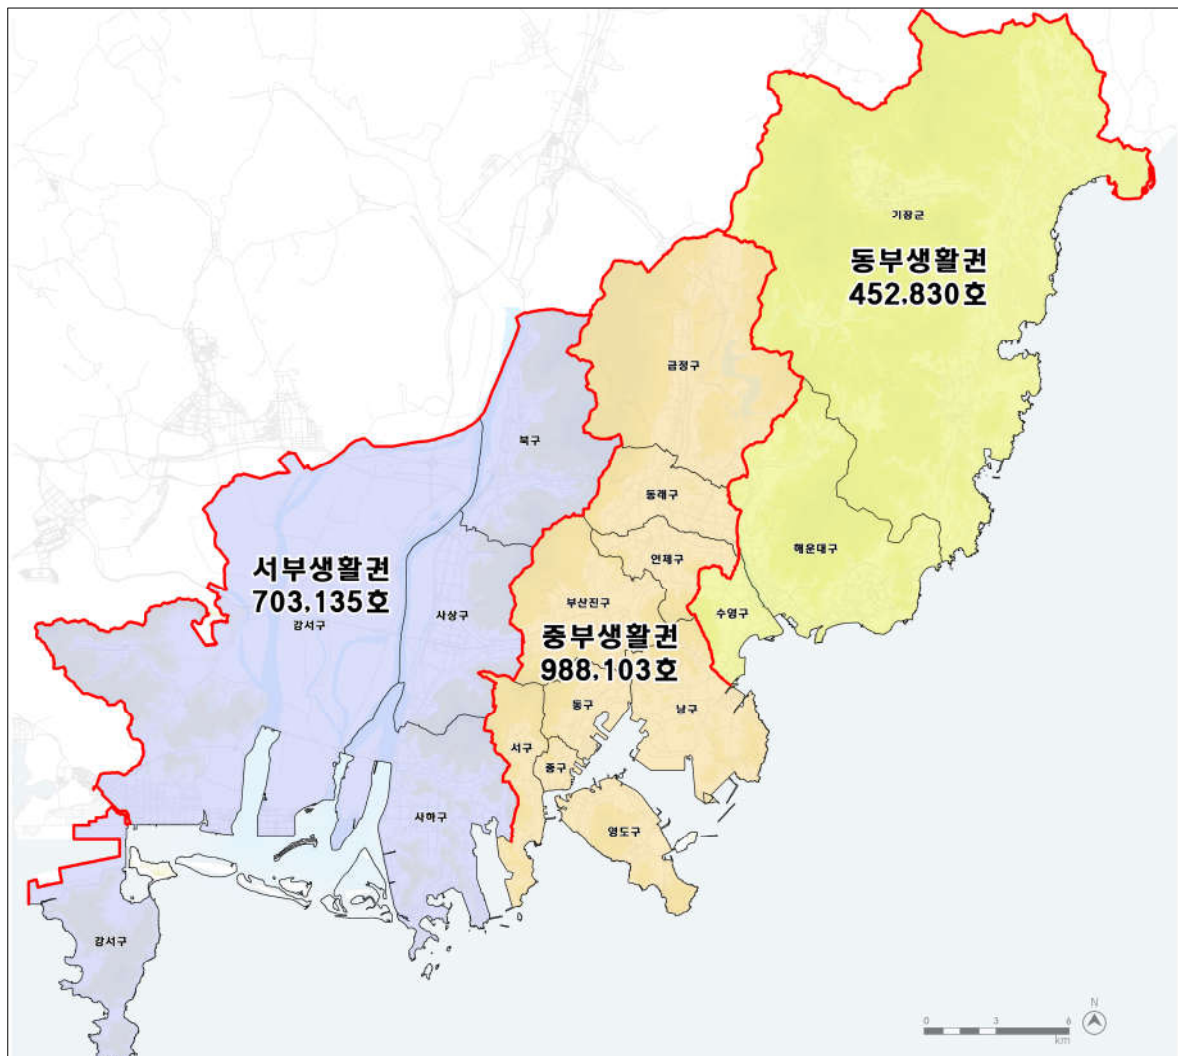 기장군
동부생활권
452,830호
금정구
북구
동래구
해운대구
연제구
서부생활권
703,135호
강서구
사상구
부산진구
수영구
중부생활권
988,103호
동구
남구
서구
중구
사하구
영도구
강서구
N
0 3 6
km